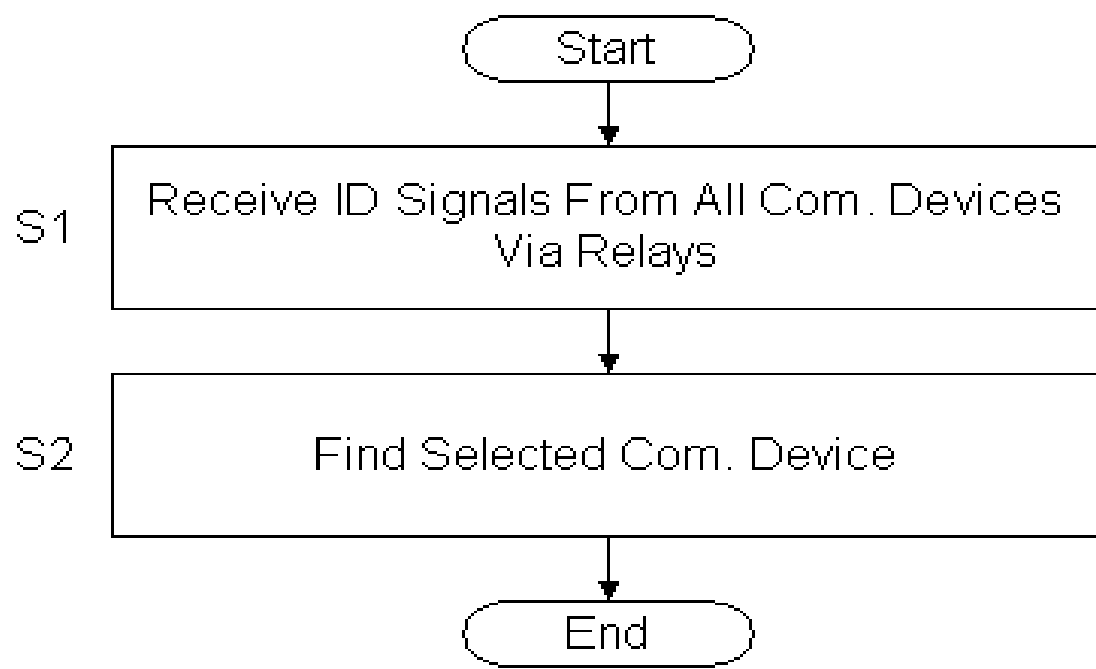 Start
S1
Receive ID Signals From All Com. Devices
Via Relays
S2
Find Selected Com. Device
End